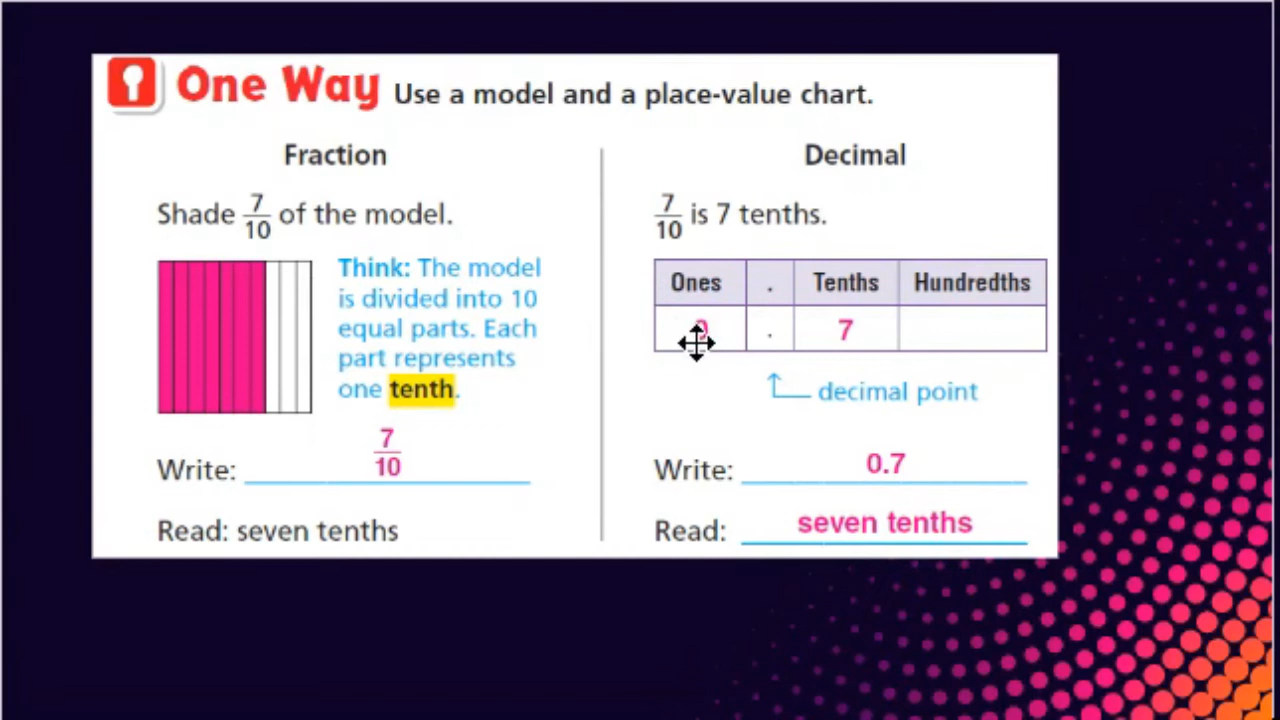 One Way Use a model and a place-value chart.
Fraction
Shade 7/10 of the model.
Think: The model
is divided into 10
equal parts. Each
part represents
one tenth.
Write: 7/10
Read: seven tenths
Decimal
7/10 is 7 tenths.
Ones . Tenths Hundredths
. 7
decimal point
Write: 0.7
Read: seven tenths